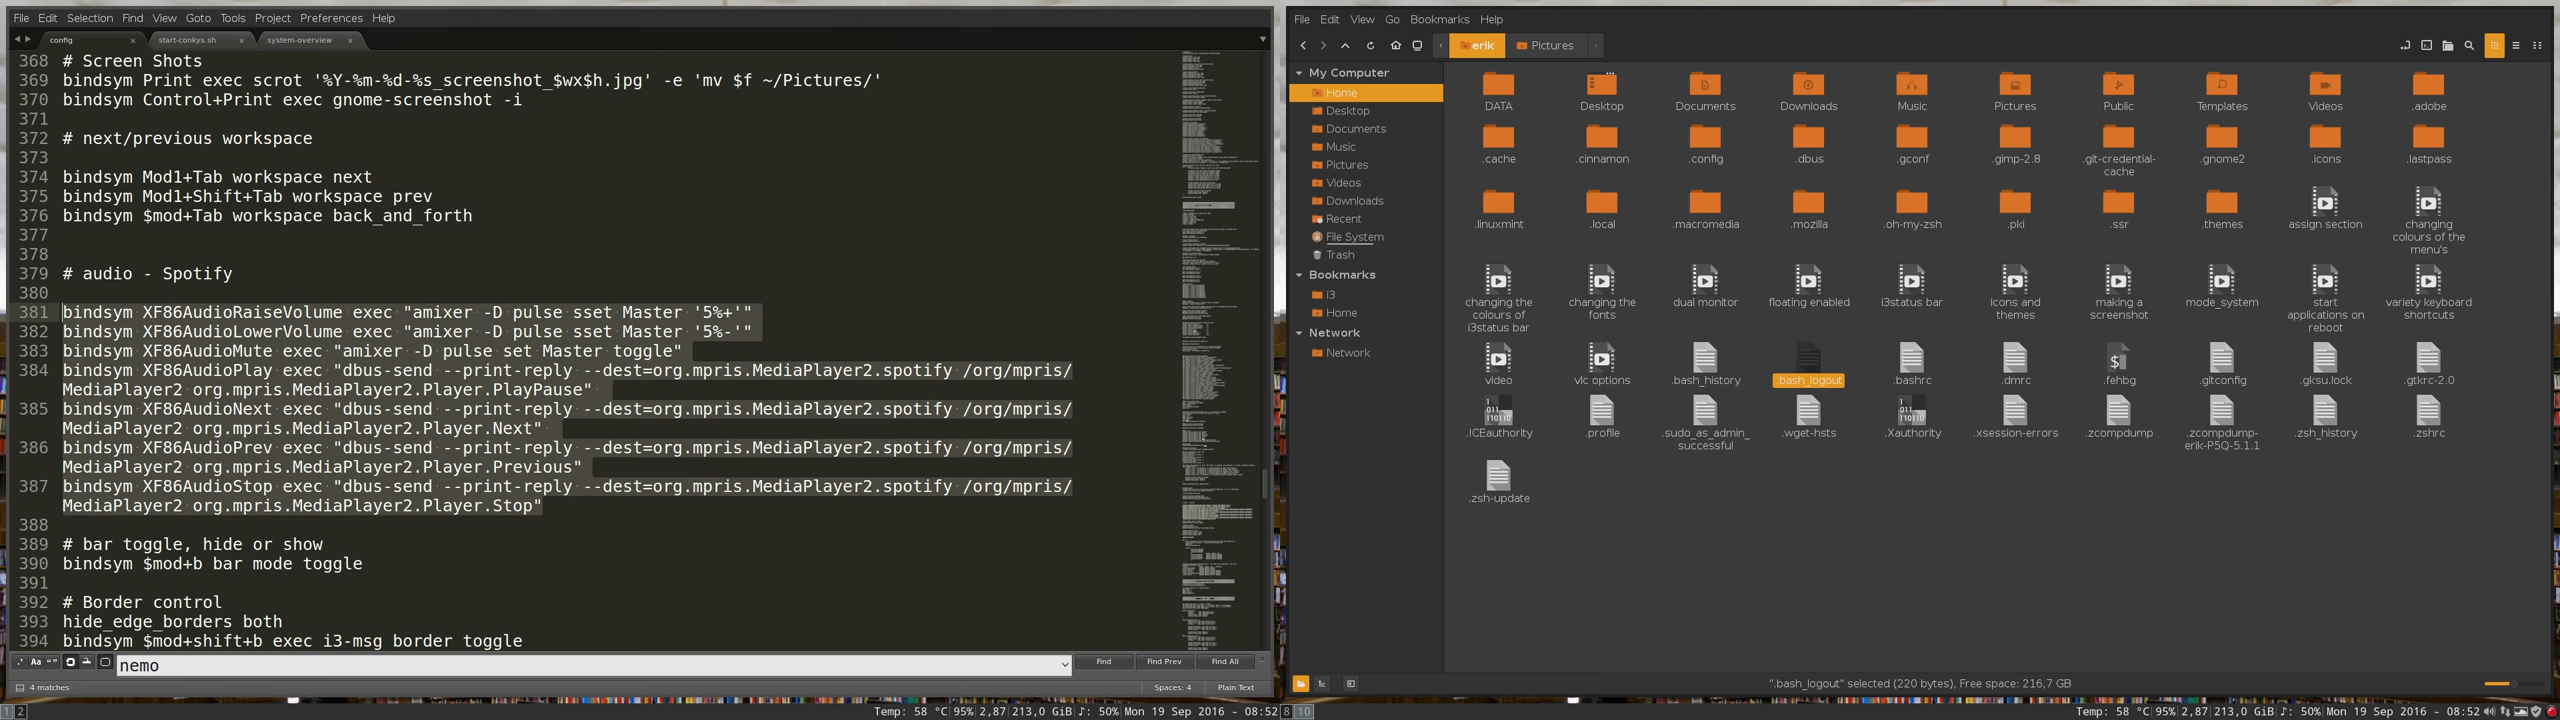 File Edit Selection Find View Goto Tools Project Preferences Help
config start-conkys.sh system-overview
368 # Screen Shots
369 bindsym Print exec scrot '%Y-%m-%d-%s_screenshot_$wx$h.jpg' -e 'mv $f ~/Pictures/'
370 bindsym Control+Print exec gnome-screenshot -i
371
372 # next/previous workspace
373
374 bindsym Mod1+Tab workspace next
375 bindsym Mod1+Shift+Tab workspace prev
376 bindsym $mod+Tab workspace back_and_forth
377
378
379 # audio - Spotify
380
381 bindsym XF86AudioRaiseVolume exec "amixer -D pulse sset Master '5%+'"
382 bindsym XF86AudioLowerVolume exec "amixer -D pulse sset Master '5%-'"
383 bindsym XF86AudioMute exec "amixer -D pulse set Master toggle"
384 bindsym XF86AudioPlay exec "dbus-send --print-reply --dest=org.mpris.MediaPlayer2.spotify /org/mpris/
MediaPlayer2 org.mpris.MediaPlayer2.Player.PlayPause"
385 bindsym XF86AudioNext exec "dbus-send --print-reply --dest=org.mpris.MediaPlayer2.spotify /org/mpris/
MediaPlayer2 org.mpris.MediaPlayer2.Player.Next"
386 bindsym XF86AudioPrev exec "dbus-send --print-reply --dest=org.mpris.MediaPlayer2.spotify /org/mpris/
MediaPlayer2 org.mpris.MediaPlayer2.Player.Previous"
387 bindsym XF86AudioStop exec "dbus-send --print-reply --dest=org.mpris.MediaPlayer2.spotify /org/mpris/
MediaPlayer2 org.mpris.MediaPlayer2.Player.Stop"
388
389 # bar toggle, hide or show
390 bindsym $mod+b bar mode toggle
391
392 # Border control
393 hide_edge_borders both
394 bindsym $mod+shift+b exec i3-msg border toggle
.* Aa “” nemo Find Find Prev Find All
4 matches Spaces: 4 Plain Text
1 2 Temp: 58 °C 95% 2,87 213,0 GiB ♪: 50% Mon 19 Sep 2016 - 08:52
File Edit View Go Bookmarks Help
erik Pictures
My Computer
Home
Desktop
Documents
Music
Pictures
Videos
Downloads
Recent
File System
Trash
Bookmarks
i3
Home
Network
Network
DATA Desktop Documents Downloads Music Pictures Public Templates Videos .adobe
.cache .cinnamon .config .dbus .gconf .gimp-2.8 .git-credential- .gnome2 .icons .lastpass
cache
.linuxmint .local .macromedia .mozilla .oh-my-zsh .pki .ssr .themes assign section changing
colours of the
menu's
changing the changing the dual monitor floating enabled i3status bar icons and making a mode_system start variety keyboard
colours of fonts themes screenshot applications on shortcuts
i3status bar reboot
video vlc options .bash_history .bash_logout .bashrc .dmrc .fehbg .gitconfig .gksu.lock .gtkrc-2.0
.ICEauthority .profile .sudo_as_admin_ .wget-hsts .Xauthority .xsession-errors .zcompdump .zcompdump- .zsh_history .zshrc
successful erik-P5Q-5.1.1
.zsh-update
".bash_logout" selected (220 bytes), Free space: 216,7 GB
8 10 Temp: 58 °C 95% 2,87 213,0 GiB ♪: 50% Mon 19 Sep 2016 - 08:52